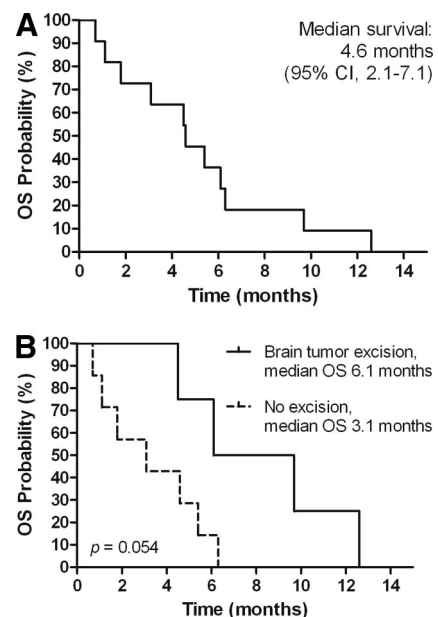 A
Median survival:
4.6 months
(95% CI, 2.1-7.1)
OS Probability (%)
100
90
80
70
60
50
40
30
20
10
0
0 2 4 6 8 10 12 14
Time (months)
B
Brain tumor excision,
median OS 6.1 months
No excision,
median OS 3.1 months
OS Probability (%)
100
90
80
70
60
50
40
30
20
10
0
p = 0.054
0 2 4 6 8 10 12 14
Time (months)